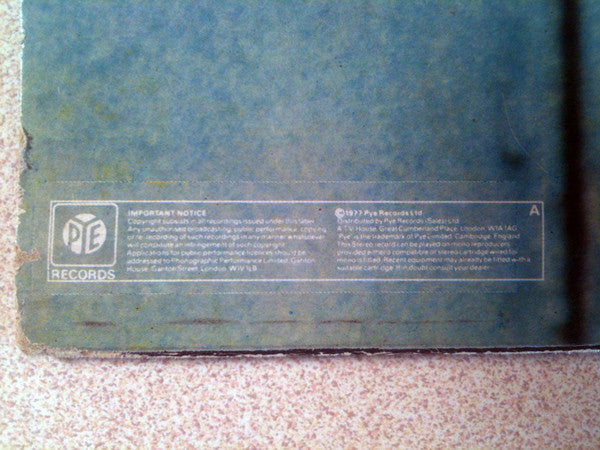 PYE
RECORDS
IMPORTANT NOTICE
Copyright subsists in all recordings issued under this label.
Any unauthorised broadcasting, public performance, copying
or re-recording of such recordings in any manner whatsoever
will constitute an infringement of such copyright.
Applications for public performance licences should be
addressed to Phonographic Performance Limited, Ganton
House, Ganton Street, London, W1V 1LB
©1977 Pye Records Ltd
Distributed by Pye Records (Sales) Ltd
A.T.V. House, Great Cumberland Place, London, W1A 1AG
'Pye' is the trademark of Pye Limited, Cambridge, England
This Stereo record can be played on mono reproducers
provided either a compatible or stereo cartridge wired for
mono is fitted. Recent equipment may already be fitted with a
suitable cartridge. If in doubt consult your dealer.
A